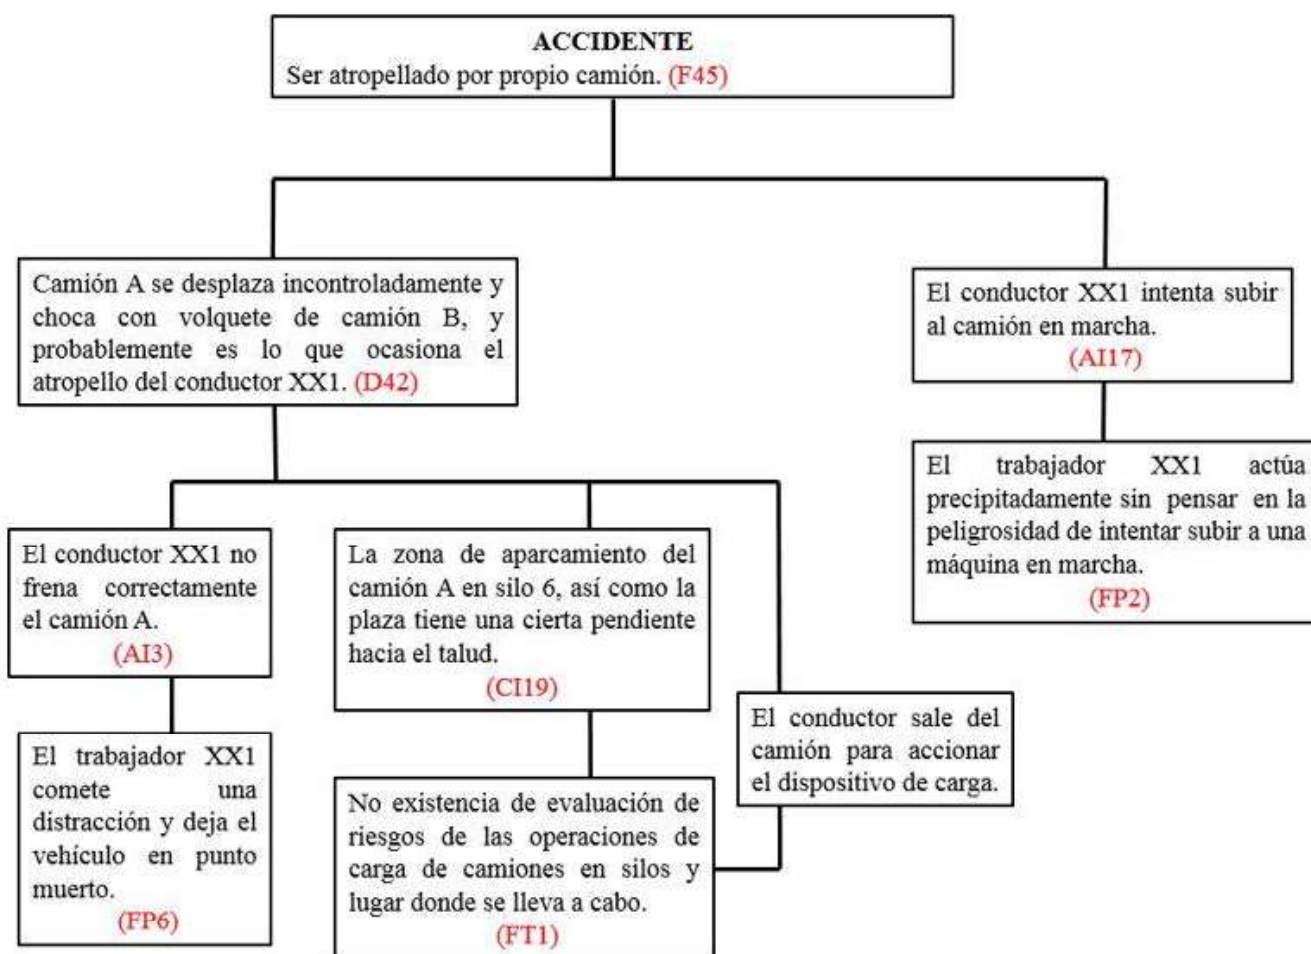 ACCIDENTE
Ser atropellado por propio camión. (F45)
Camión A se desplaza incontroladamente y
choca con volquete de camión B, y
probablemente es lo que ocasiona el
atropello del conductor XX1. (D42)
El conductor XX1 intenta subir
al camión en marcha.
(AI17)
El trabajador XX1 actúa
precipitadamente sin pensar en la
peligrosidad de intentar subir a una
máquina en marcha.
(FP2)
El conductor XX1 no
frena correctamente
el camión A.
(AI3)
La zona de aparcamiento del
camión A en silo 6, así como la
plaza tiene una cierta pendiente
hacia el talud.
(CI19)
El conductor sale del
camión para accionar
el dispositivo de carga.
El trabajador XX1
comete una
distracción y deja el
vehículo en punto
muerto.
(FP6)
No existencia de evaluación de
riesgos de las operaciones de
carga de camiones en silos y
lugar donde se lleva a cabo.
(FT1)